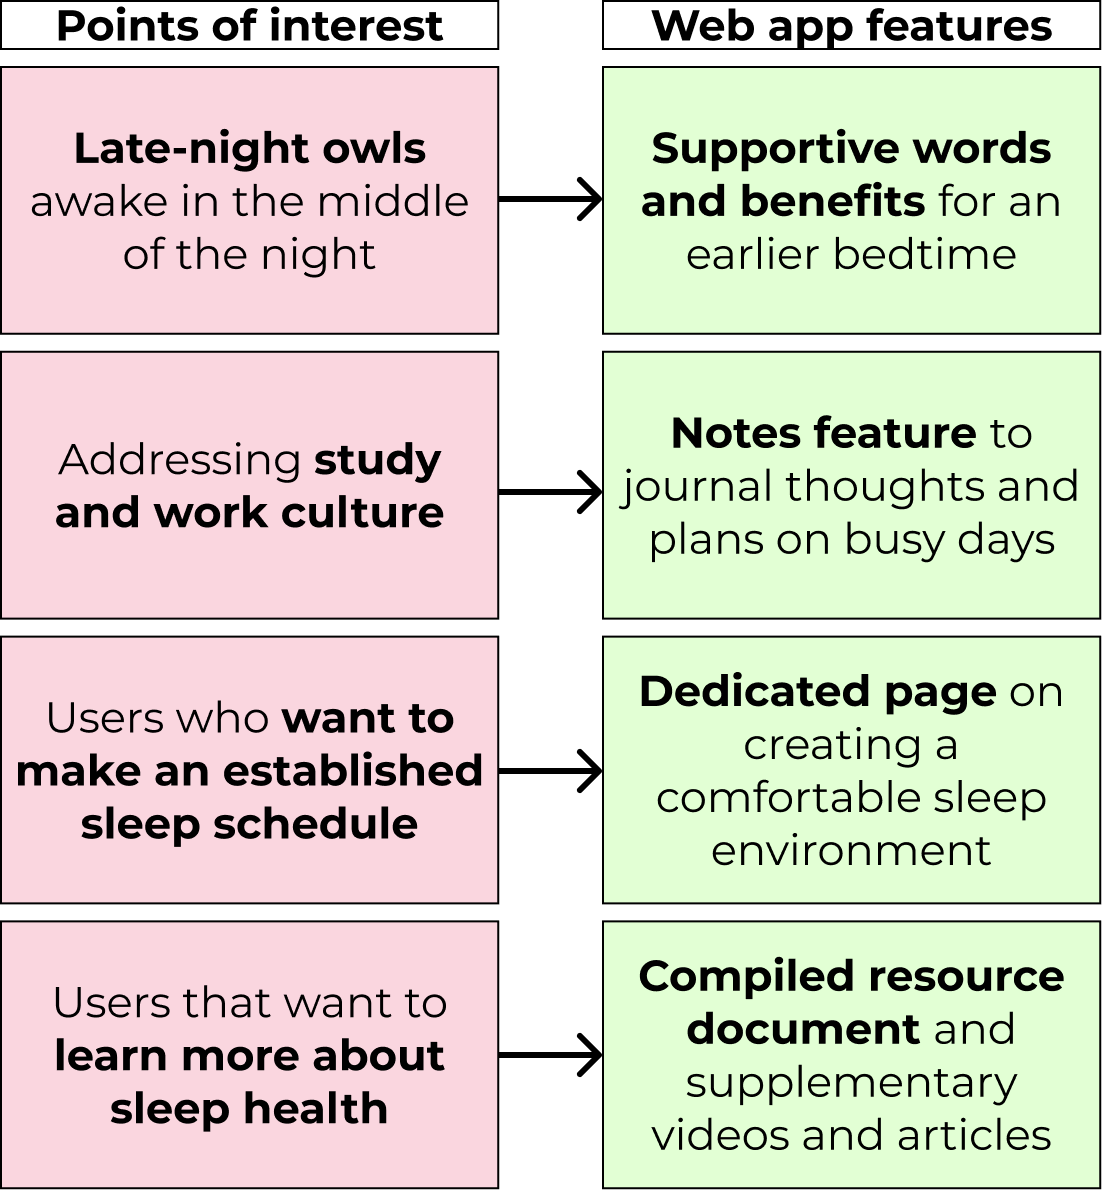 Points of interest
Web app features
Late-night owls
awake in the middle
of the night
Supportive words
and benefits for an
earlier bedtime
Addressing study
and work culture
Notes feature to
journal thoughts and
plans on busy days
Users who want to
make an established
sleep schedule
Dedicated page on
creating a
comfortable sleep
environment
Users that want to
learn more about
sleep health
Compiled resource
document and
supplementary
videos and articles